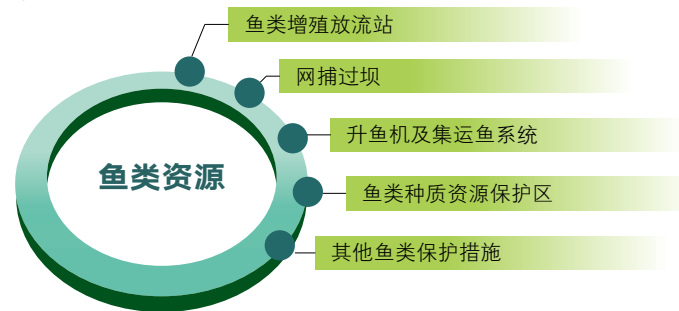 鱼类增殖放流站
网捕过坝
升鱼机及集运鱼系统
鱼类资源
鱼类种质资源保护区
其他鱼类保护措施